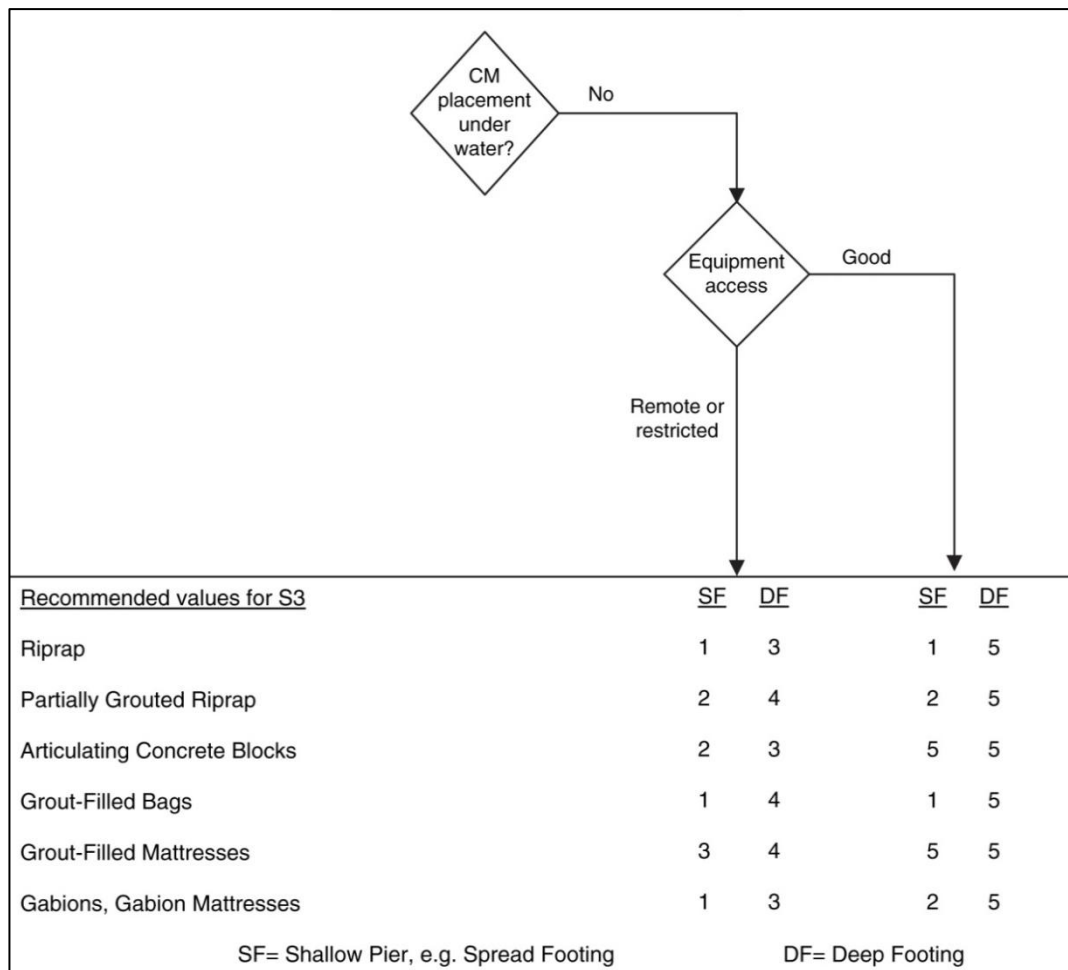 CM
placement
under
water?
No
Equipment
access
Good
Remote or
restricted
Recommended values for S3 SF DF SF DF
Riprap 1 3 1 5
Partially Grouted Riprap 2 4 2 5
Articulating Concrete Blocks 2 3 5 5
Grout-Filled Bags 1 4 1 5
Grout-Filled Mattresses 3 4 5 5
Gabions, Gabion Mattresses 1 3 2 5
SF= Shallow Pier, e.g. Spread Footing DF= Deep Footing